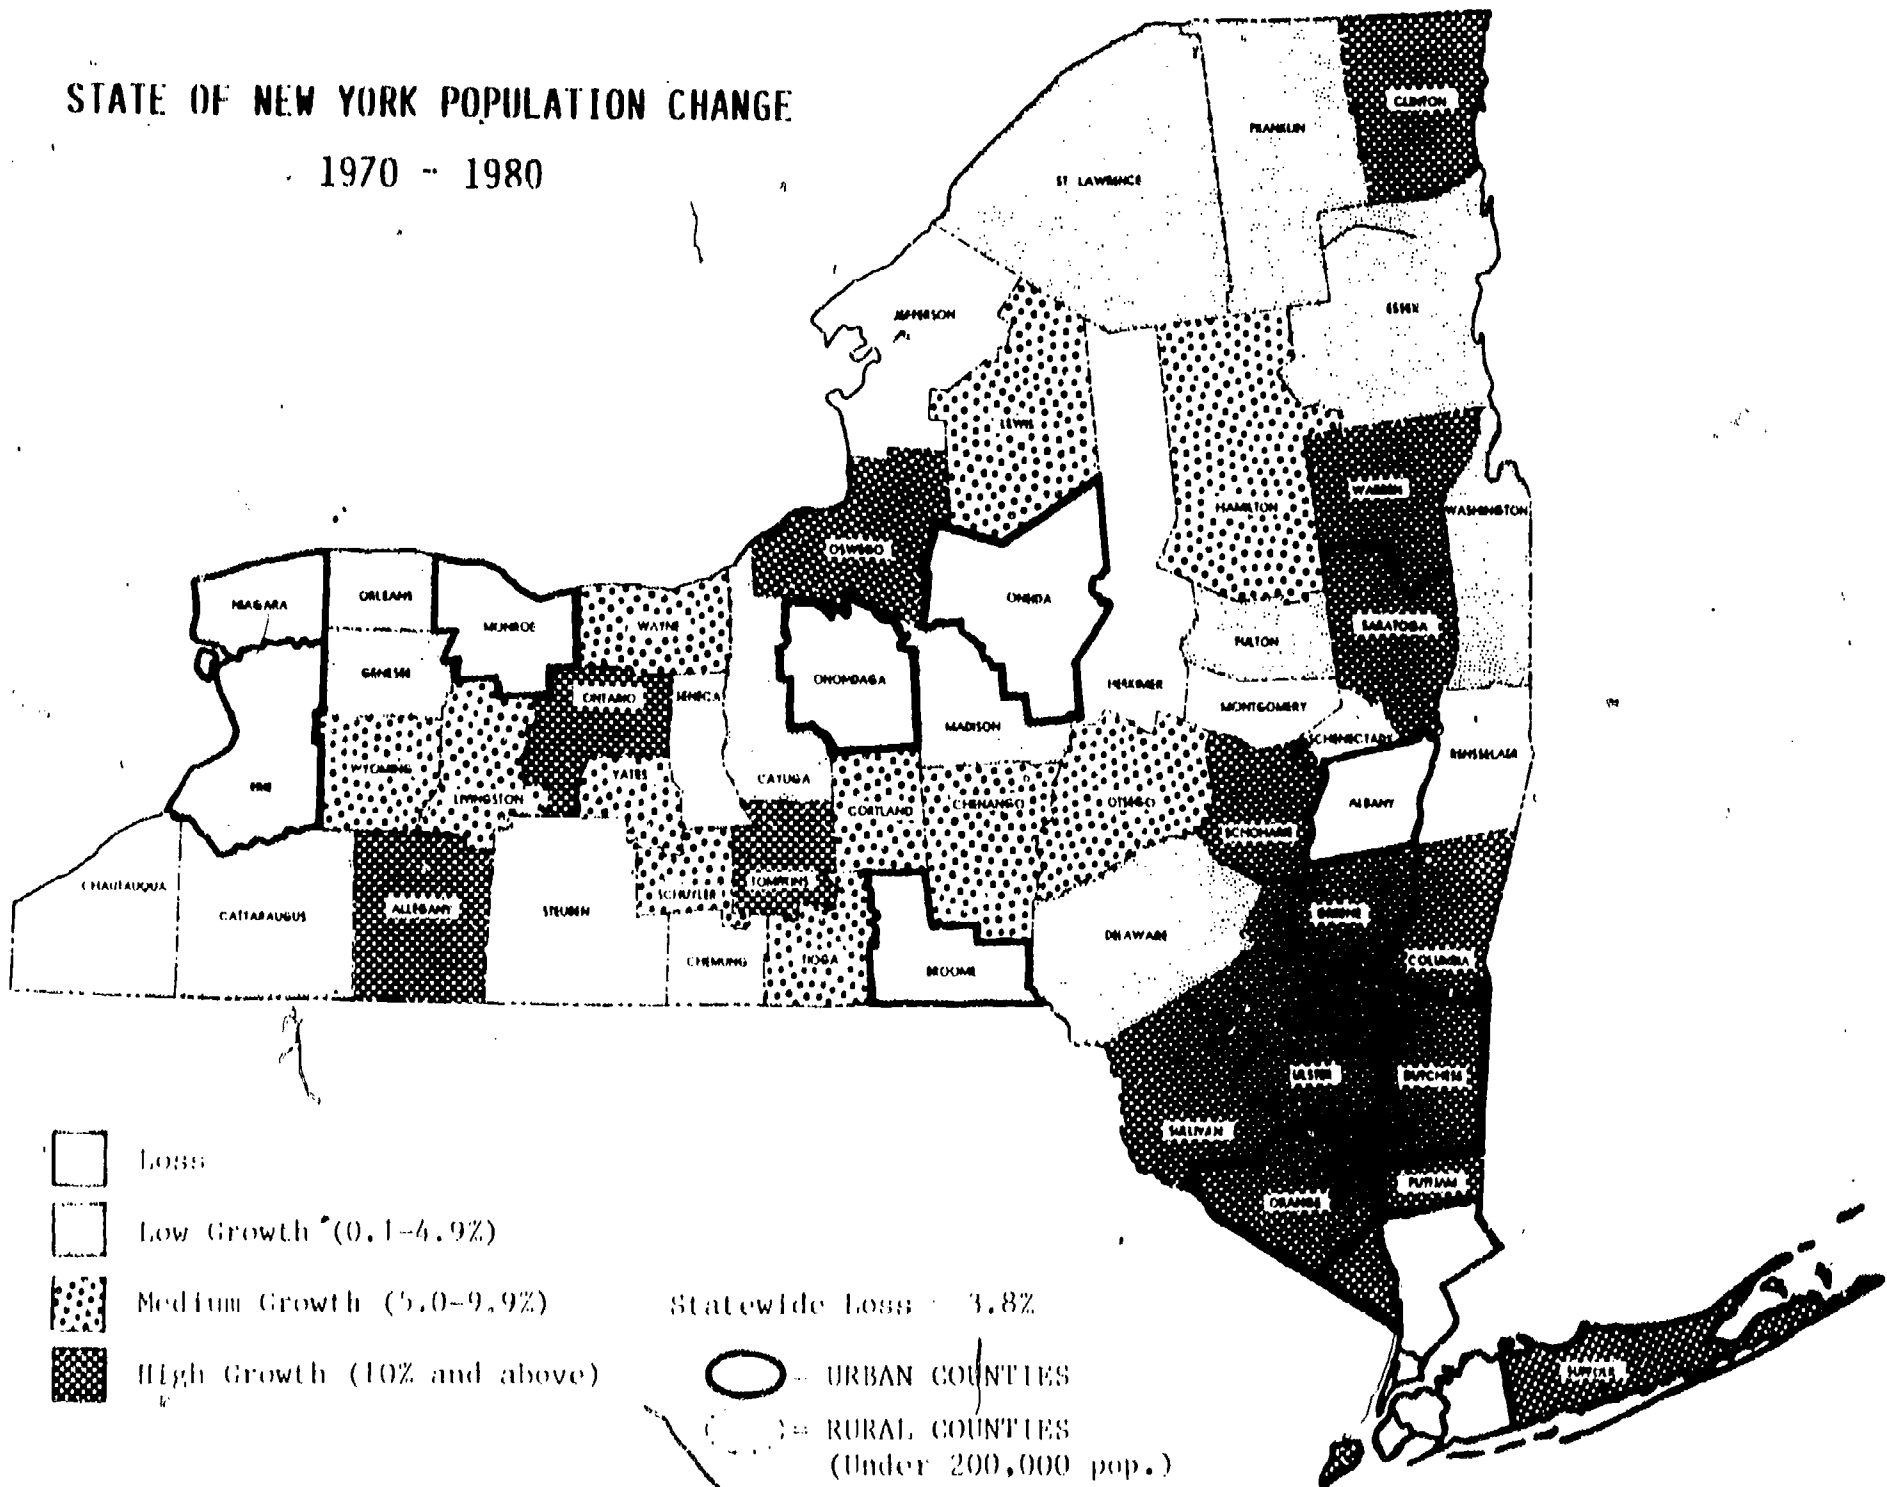 STATE OF NEW YORK POPULATION CHANGE
1970 - 1980
CLINTON
FRANKLIN
ST LAWRENCE
JEFFERSON
ESSEX
LEWIS
WARREN
HAMILTON
WASHINGTON
OSWEGO
ONEIDA
NIAGARA
ORLEANS
MONROE
WAYNE
SARATOGA
FULTON
GENESEE
ONTARIO
SENECA
ONONDAGA
HERKIMER
MONTGOMERY
MADISON
SCHENECTADY
RENSSELAER
WYOMING
YATES
CAYUGA
ERIE
LIVINGSTON
CORTLAND
CHENANGO
OTSEGO
ALBANY
SCHOHARIE
CHAUTAUQUA
CATTARAUGUS
ALLEGANY
STEUBEN
SCHUYLER
TOMPKINS
GREENE
DELAWARE
CHEMUNG
TIOGA
BROOME
COLUMBIA
ULSTER
DUTCHESS
SULLIVAN
PUTNAM
ORANGE
SUFFOLK
Loss
Low Growth (0.1-4.9%)
Medium Growth (5.0-9.9%)
High Growth (10% and above)
Statewide Loss - 3.8%
= URBAN COUNTIES
= RURAL COUNTIES
(Under 200,000 pop.)